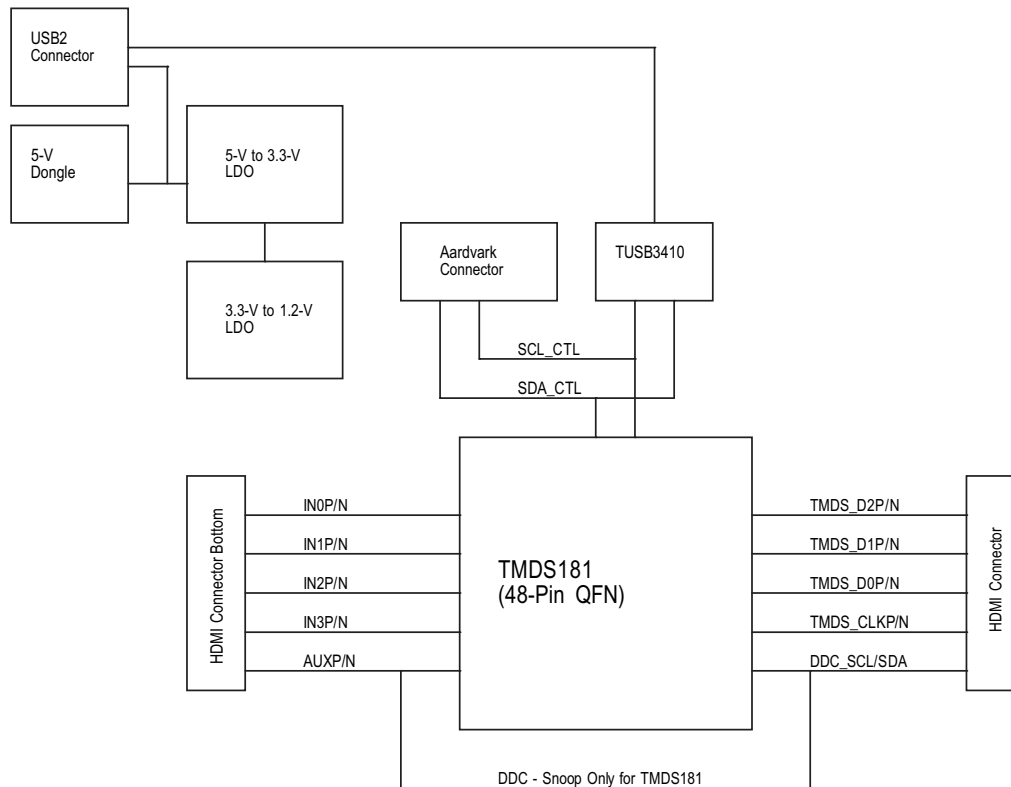 USB2
Connector
5-V
Dongle
5-V to 3.3-V
LDO
3.3-V to 1.2-V
LDO
Aardvark
Connector
TUSB3410
SCL_CTL
SDA_CTL
HDMI Connector Bottom
IN0P/N
IN1P/N
IN2P/N
IN3P/N
AUXP/N
TMDS181
(48-Pin QFN)
TMDS_D2P/N
TMDS_D1P/N
TMDS_D0P/N
TMDS_CLKP/N
DDC_SCL/SDA
HDMI Connector
DDC - Snoop Only for TMDS181